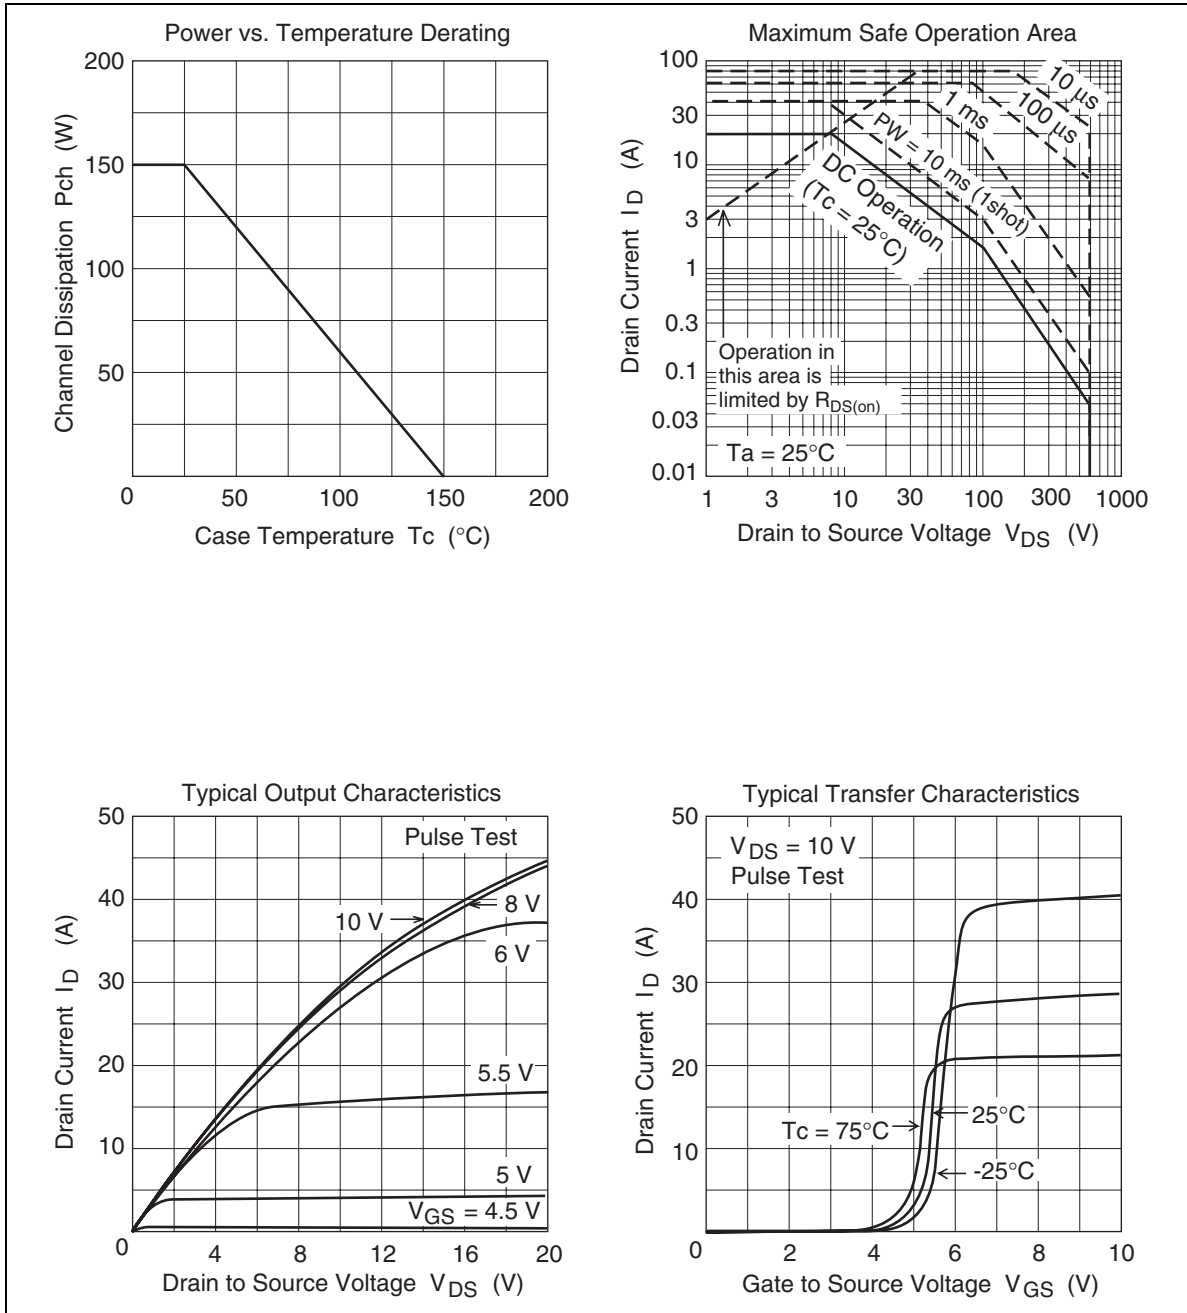 Power vs. Temperature Derating
200
150
100
50
0
50
100
150
200
Channel Dissipation Pch (W)
Case Temperature Tc (°C)
Maximum Safe Operation Area
100
30
10
3
1
0.3
0.1
0.03
0.01
1
3
10
30
100
300
1000
Drain Current ID (A)
Drain to Source Voltage VDS (V)
10 µs
100 µs
1 ms
PW = 10 ms (1shot)
DC Operation
(Tc = 25°C)
Operation in
this area is
limited by RDS(on)
Ta = 25°C
Typical Output Characteristics
50
40
30
20
10
0
4
8
12
16
20
Drain Current ID (A)
Drain to Source Voltage VDS (V)
Pulse Test
10 V
8 V
6 V
5.5 V
5 V
VGS = 4.5 V
Typical Transfer Characteristics
50
40
30
20
10
0
2
4
6
8
10
Drain Current ID (A)
Gate to Source Voltage VGS (V)
VDS = 10 V
Pulse Test
Tc = 75°C
25°C
-25°C